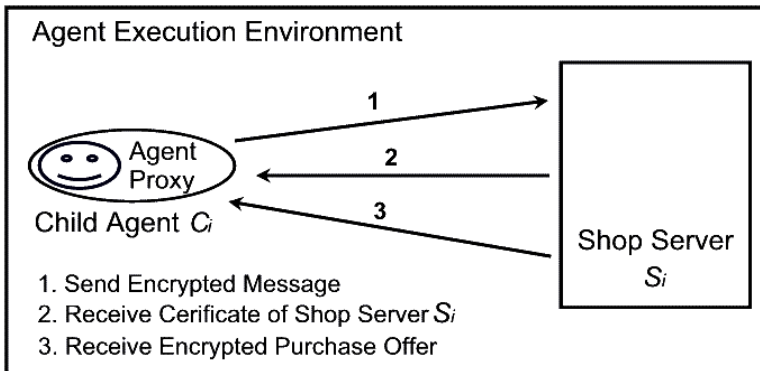 Agent Execution Environment
1
Agent
Proxy
2
Child Agent Ci
3
Shop Server
Si
1. Send Encrypted Message
2. Receive Cerificate of Shop Server Si
3. Receive Encrypted Purchase Offer